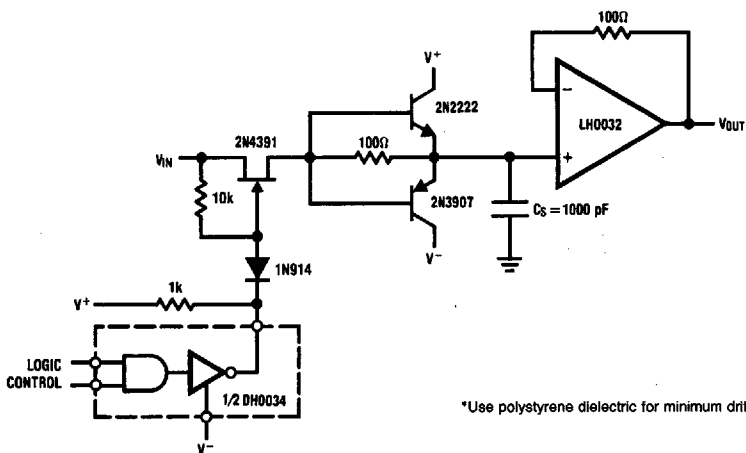 100Ω
V+
2N2222
LH0032
VOUT
2N4391
100Ω
VIN
10k
2N3907
CS = 1000 pF
V−
1N914
1k
V+
LOGIC
CONTROL
1/2 DH0034
V−
− +
*Use polystyrene dielectric for minimum drif